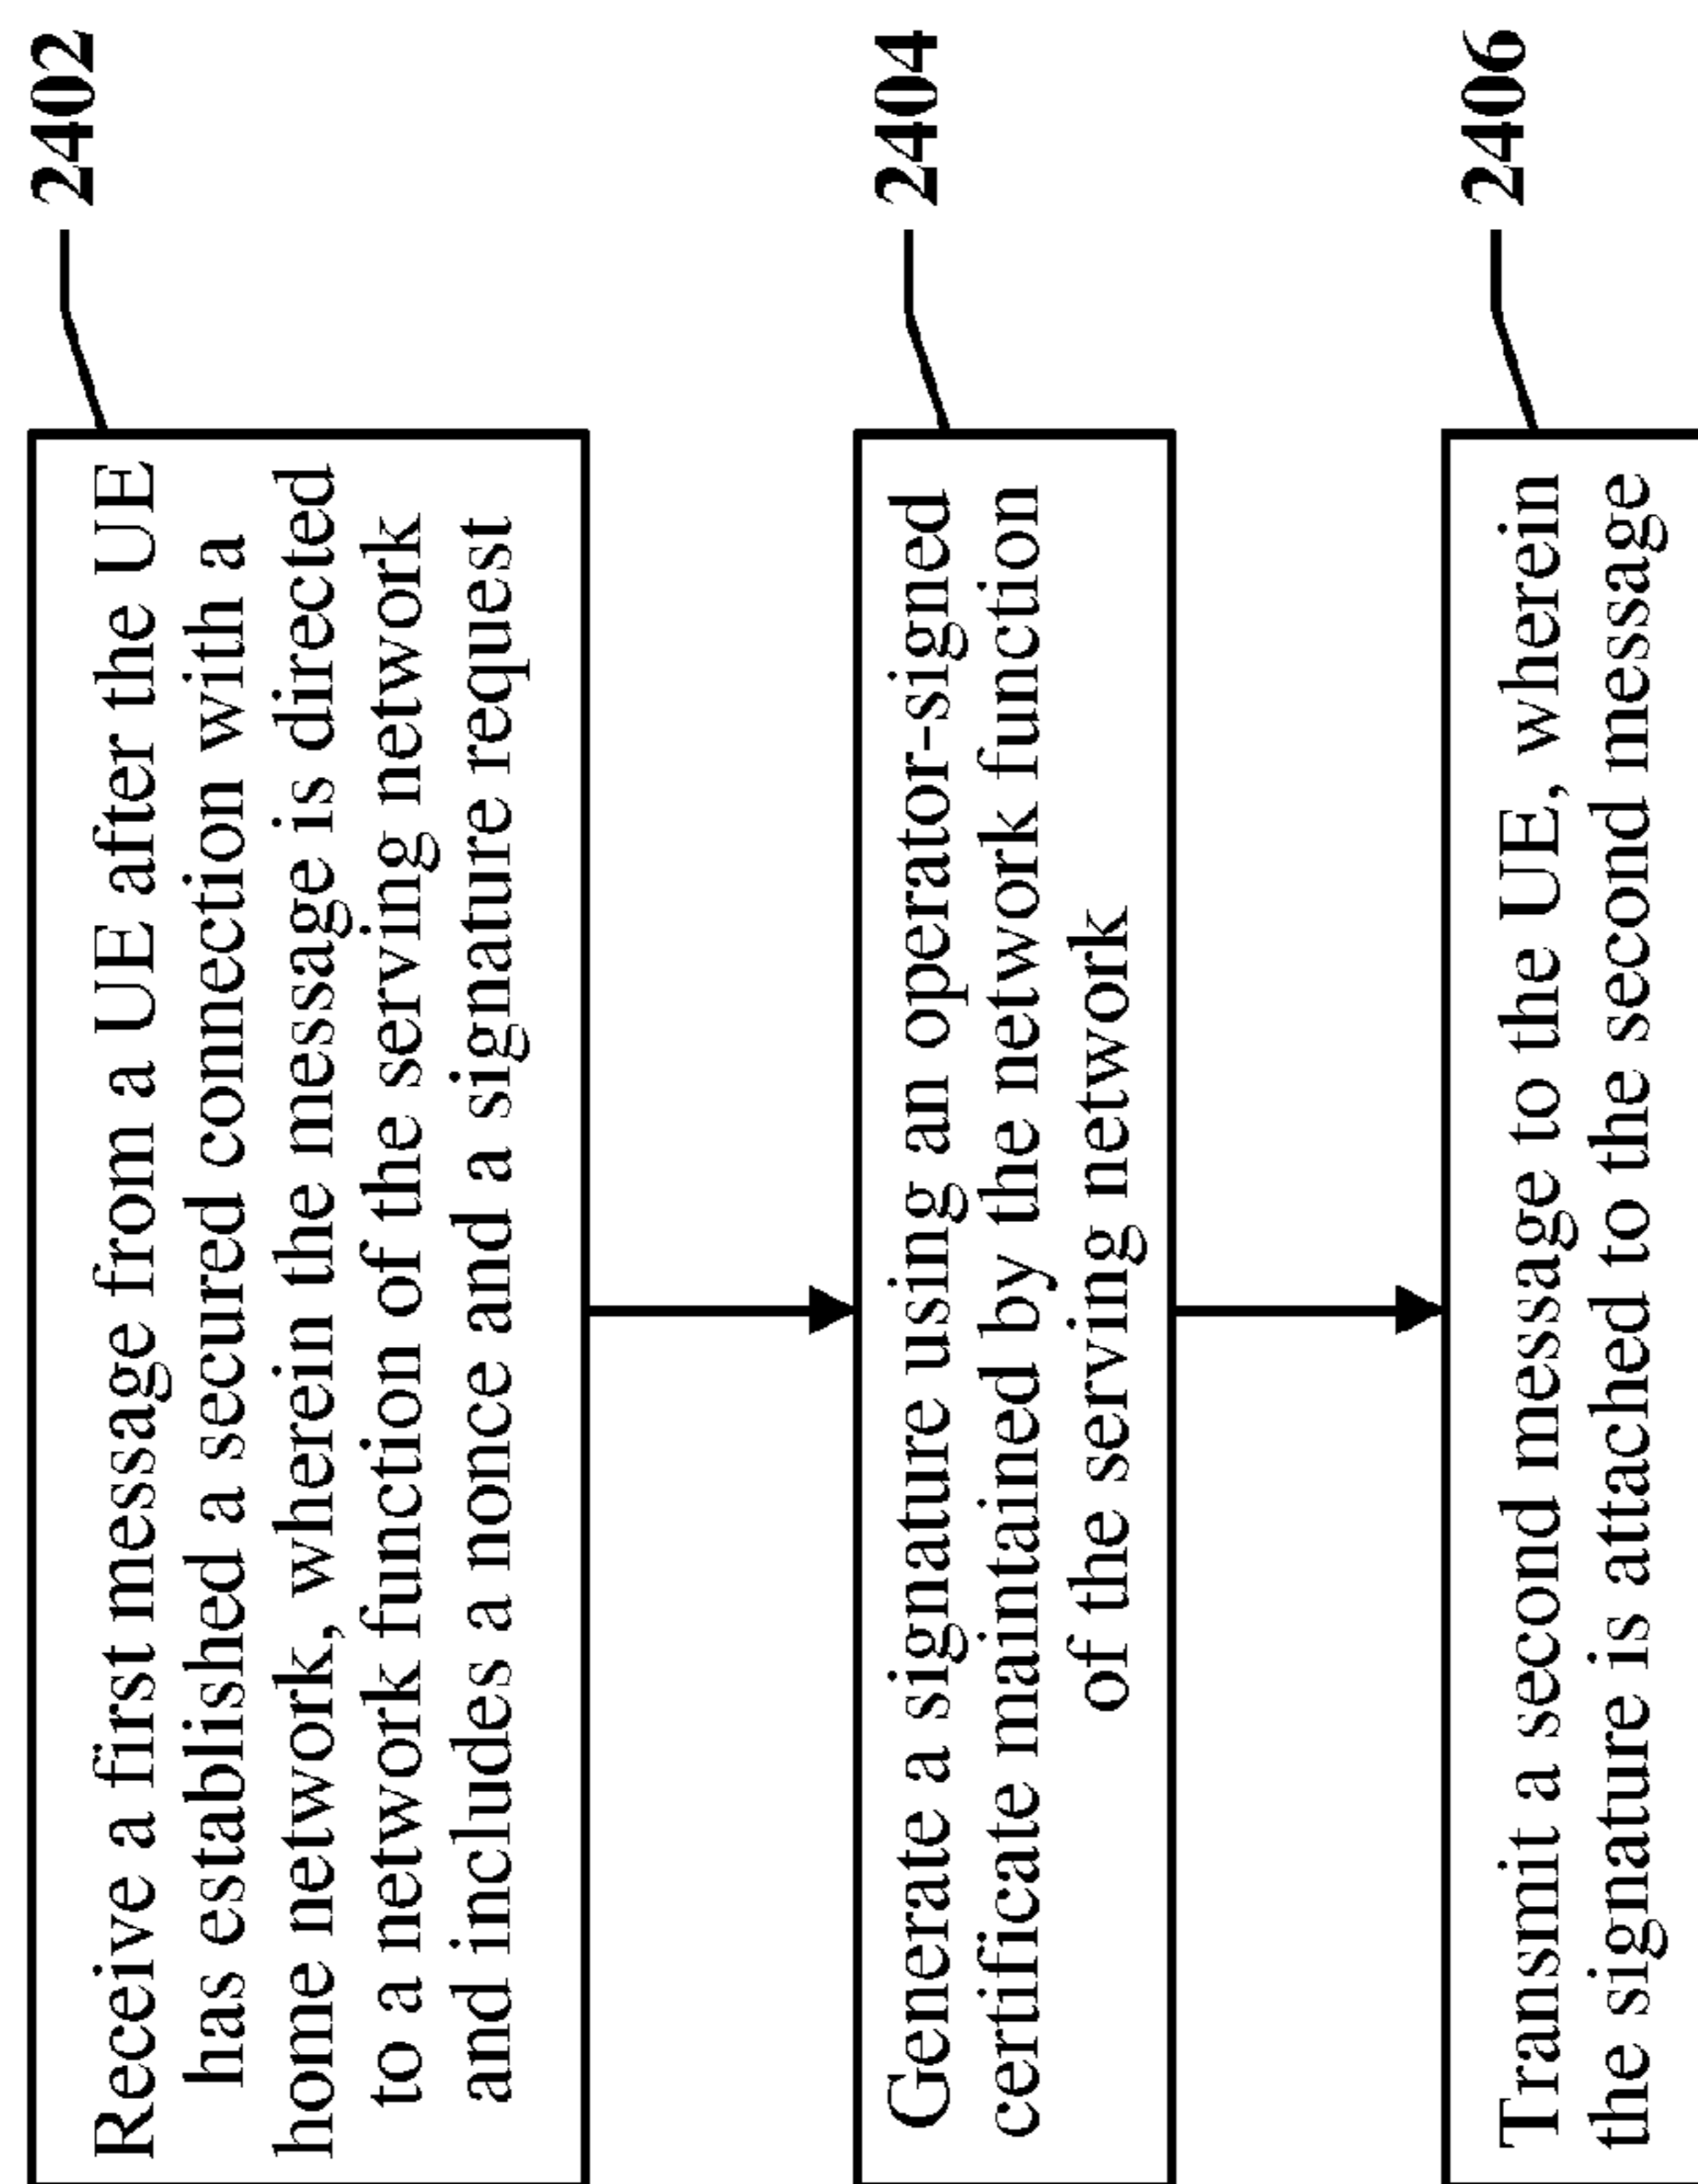 Receive a first message from a UE after the UE
has established a secured connection with a
home network, wherein the message is directed
to a network function of the serving network
and includes a nonce and a signature request
2402
Generate a signature using an operator-signed
certificate maintained by the network function
of the serving network
2404
Transmit a second message to the UE, wherein
the signature is attached to the second message
2406